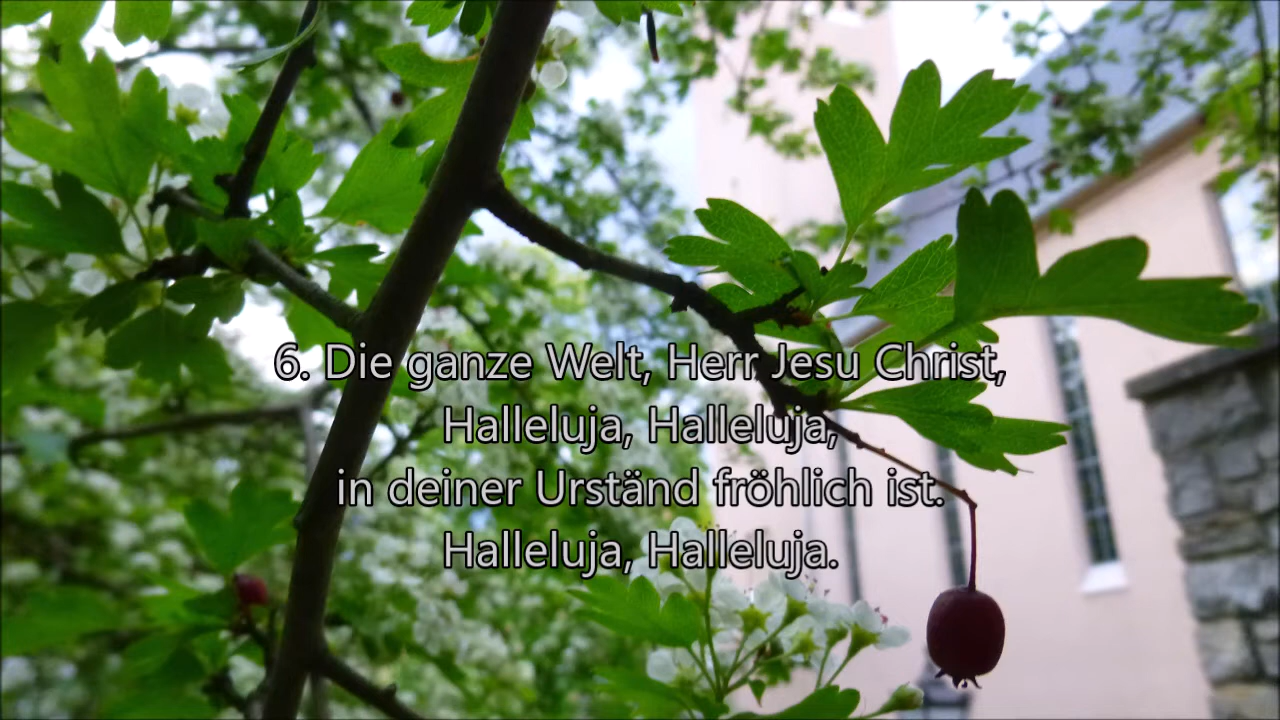 6. Die ganze Welt, Herr Jesu Christ,
Halleluja, Halleluja,
in deiner Urständ fröhlich ist.
Halleluja, Halleluja.